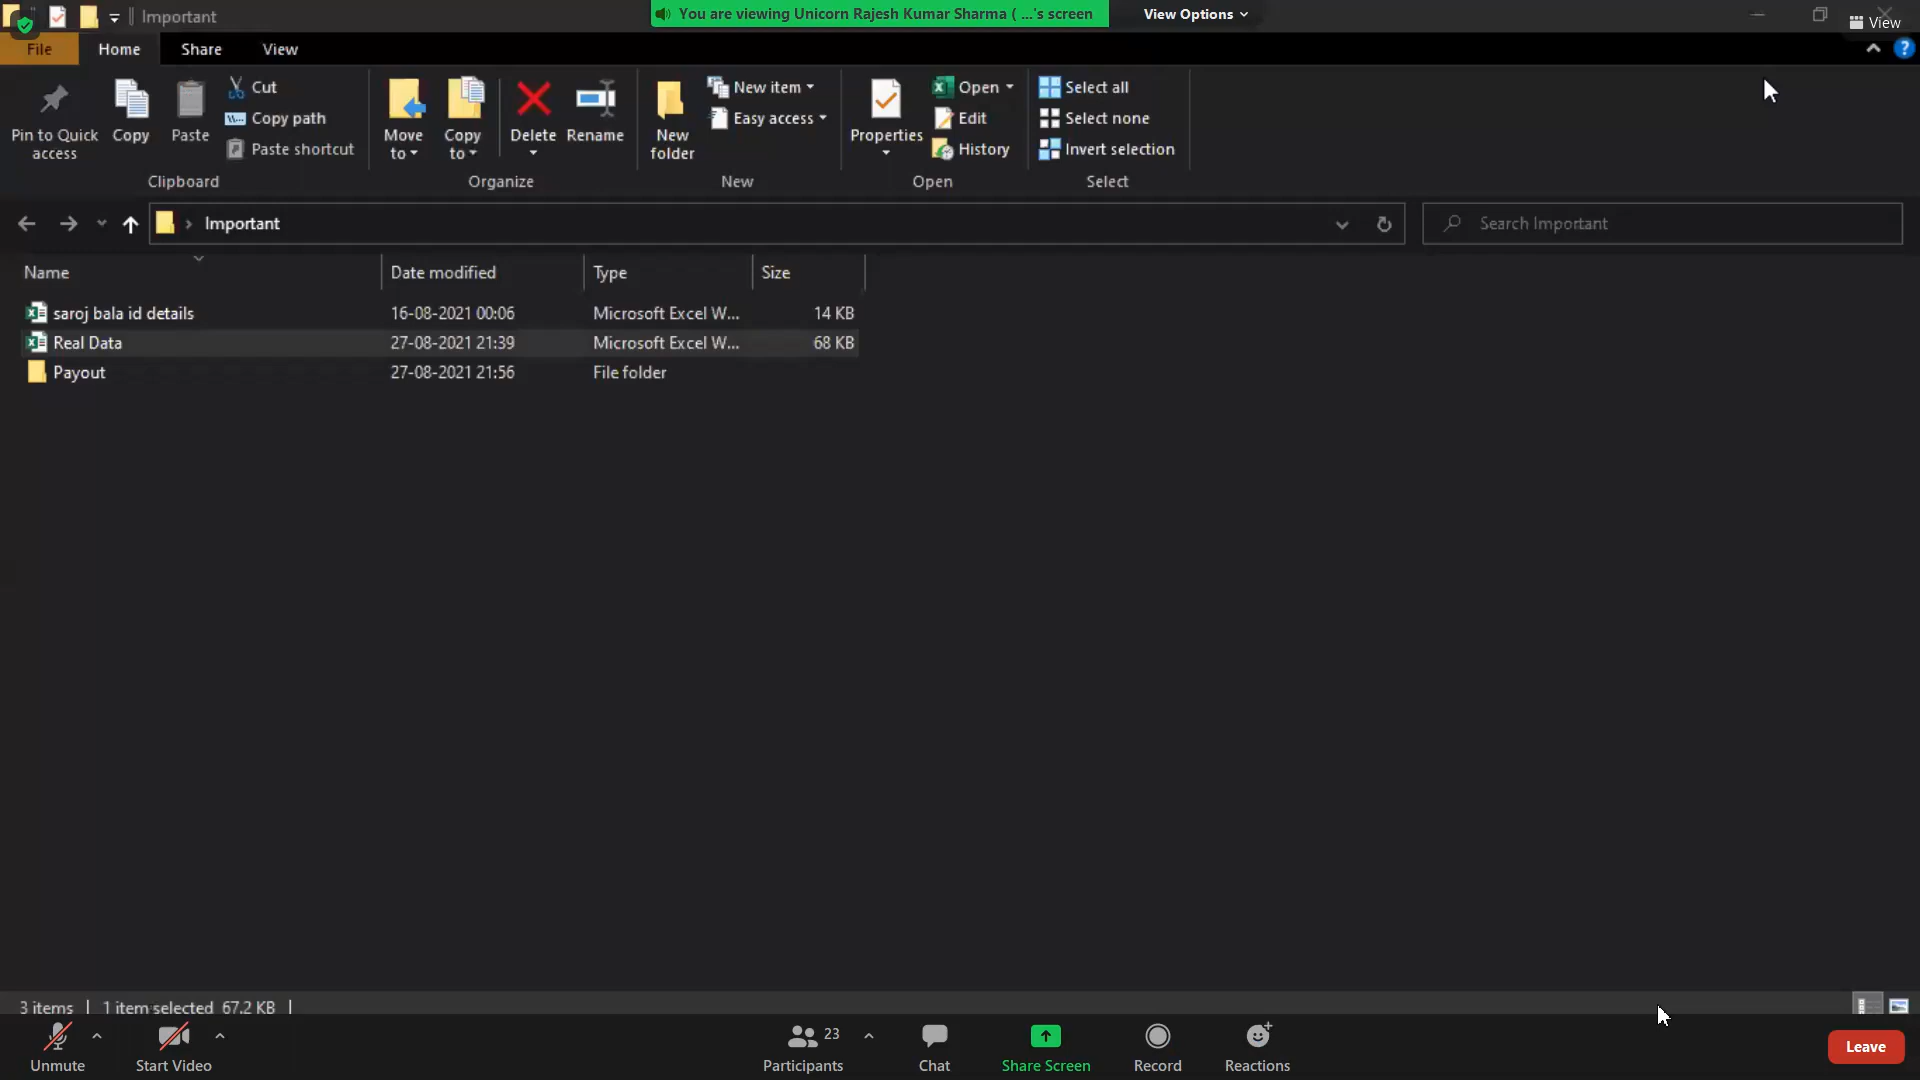 Important
You are viewing Unicorn Rajesh Kumar Sharma ( ...'s screen
View Options
View
File Home Share View
Pin to Quick access
Copy
Paste
Cut
Copy path
Paste shortcut
Clipboard
Move to
Copy to
Delete
Rename
Organize
New folder
New item
Easy access
New
Properties
Open
Edit
History
Open
Select all
Select none
Invert selection
Select
Important
Search Important
Name Date modified Type Size
saroj bala id details 16-08-2021 00:06 Microsoft Excel W... 14 KB
Real Data 27-08-2021 21:39 Microsoft Excel W... 68 KB
Payout 27-08-2021 21:56 File folder
3 items 1 item selected 67.2 KB
Unmute
Start Video
23
Participants
Chat
Share Screen
Record
Reactions
Leave